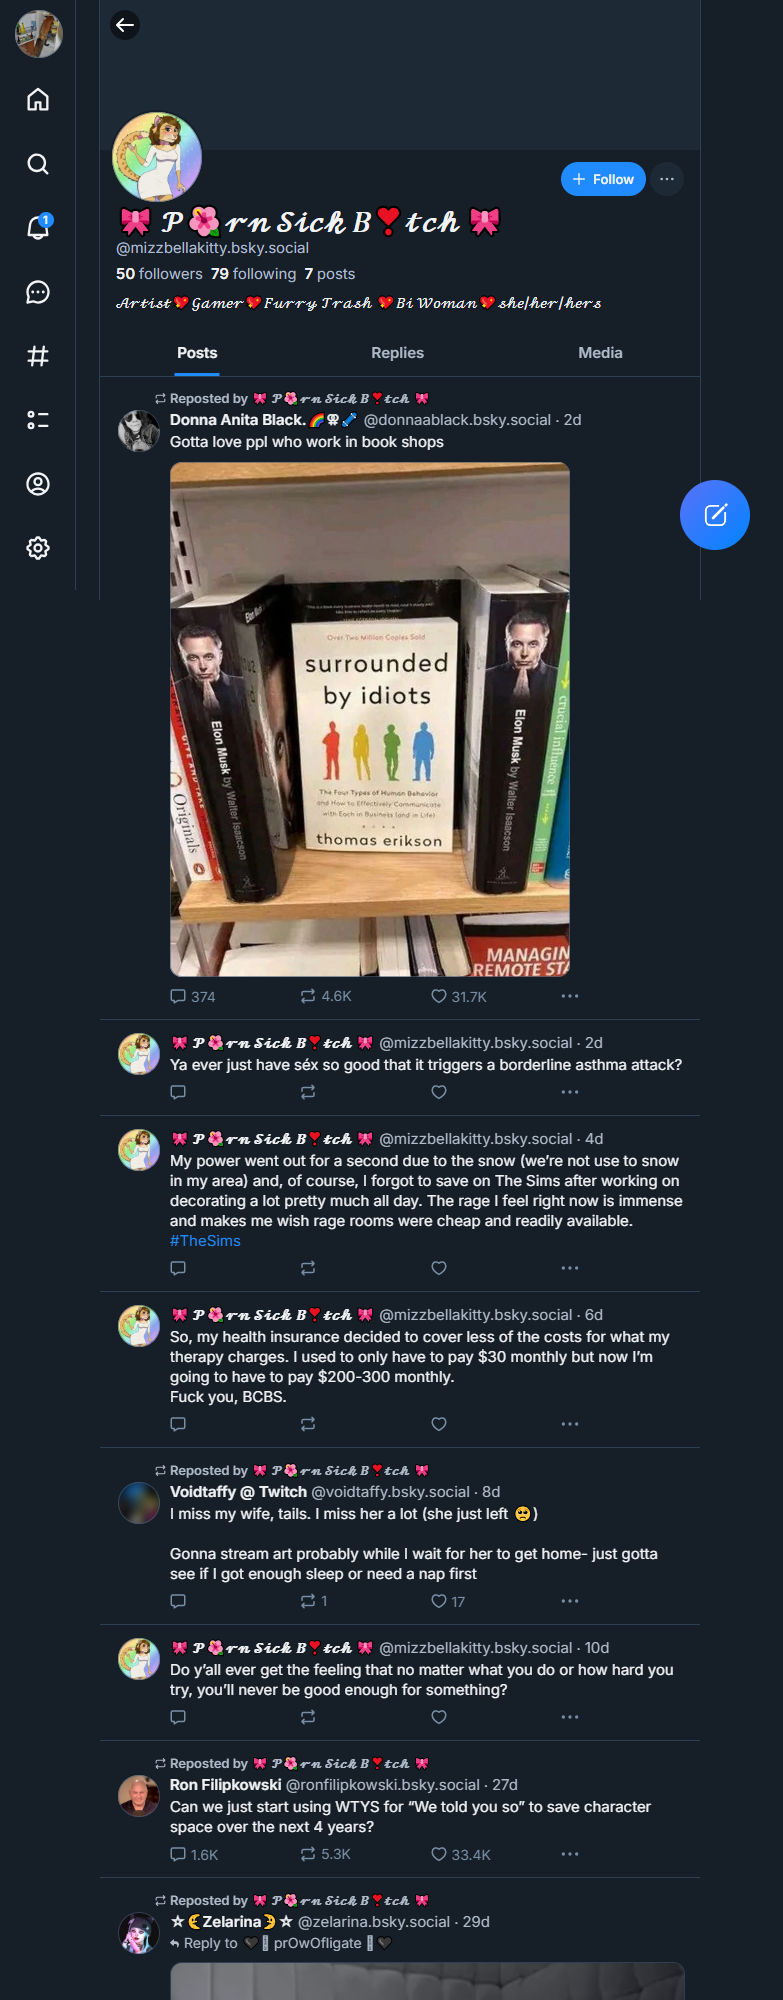 1
+ Follow
🎀 𝓟🌺𝓻𝓷 𝓢𝓲𝓬𝓴 𝓑❣️𝓽𝓬𝓱 🎀
@mizzbellakitty.bsky.social
50 followers 79 following 7 posts
𝓐𝓻𝓽𝓲𝓼𝓽💖𝓖𝓪𝓶𝓮𝓻💖𝓕𝓾𝓻𝓻𝔂 𝓣𝓻𝓪𝓼𝓱 💖𝓑𝓲 𝓦𝓸𝓶𝓪𝓷💖 𝓼𝓱𝓮/𝓱𝓮𝓻/𝓱𝓮𝓻𝓼
Posts Replies Media
Reposted by 🎀 𝓟🌺𝓻𝓷 𝓢𝓲𝓬𝓴 𝓑❣️𝓽𝓬𝓱 🎀
Donna Anita Black.🌈⚢ @donnaablack.bsky.social · 2d
Gotta love ppl who work in book shops
Over Two Million Copies Sold
surrounded
by idiots
The Four Types of Human Behavior
and How to Effectively Communicate
with Each in Business (and in Life)
thomas erikson
Elon Musk
Elon Musk by Walter Isaacson
Elon Musk by Walter Isaacson
Originals
crucial influence
MANAGIN
REMOTE STA
374 4.6K 31.7K
🎀 𝓟🌺𝓻𝓷 𝓢𝓲𝓬𝓴 𝓑❣️𝓽𝓬𝓱 🎀 @mizzbellakitty.bsky.social · 2d
Ya ever just have séx so good that it triggers a borderline asthma attack?
🎀 𝓟🌺𝓻𝓷 𝓢𝓲𝓬𝓴 𝓑❣️𝓽𝓬𝓱 🎀 @mizzbellakitty.bsky.social · 4d
My power went out for a second due to the snow (we’re not use to snow
in my area) and, of course, I forgot to save on The Sims after working on
decorating a lot pretty much all day. The rage I feel right now is immense
and makes me wish rage rooms were cheap and readily available.
#TheSims
🎀 𝓟🌺𝓻𝓷 𝓢𝓲𝓬𝓴 𝓑❣️𝓽𝓬𝓱 🎀 @mizzbellakitty.bsky.social · 6d
So, my health insurance decided to cover less of the costs for what my
therapy charges. I used to only have to pay $30 monthly but now I’m
going to have to pay $200-300 monthly.
Fuck you, BCBS.
Reposted by 🎀 𝓟🌺𝓻𝓷 𝓢𝓲𝓬𝓴 𝓑❣️𝓽𝓬𝓱 🎀
Voidtaffy @ Twitch @voidtaffy.bsky.social · 8d
I miss my wife, tails. I miss her a lot (she just left 🥺)
Gonna stream art probably while I wait for her to get home- just gotta
see if I got enough sleep or need a nap first
1 17
🎀 𝓟🌺𝓻𝓷 𝓢𝓲𝓬𝓴 𝓑❣️𝓽𝓬𝓱 🎀 @mizzbellakitty.bsky.social · 10d
Do y’all ever get the feeling that no matter what you do or how hard you
try, you’ll never be good enough for something?
Reposted by 🎀 𝓟🌺𝓻𝓷 𝓢𝓲𝓬𝓴 𝓑❣️𝓽𝓬𝓱 🎀
Ron Filipkowski @ronfilipkowski.bsky.social · 27d
Can we just start using WTYS for “We told you so” to save character
space over the next 4 years?
1.6K 5.3K 33.4K
Reposted by 🎀 𝓟🌺𝓻𝓷 𝓢𝓲𝓬𝓴 𝓑❣️𝓽𝓬𝓱 🎀
☆🌜Zelarina🌛☆ @zelarina.bsky.social · 29d
Reply to 🖤 prOwOfligate 🖤